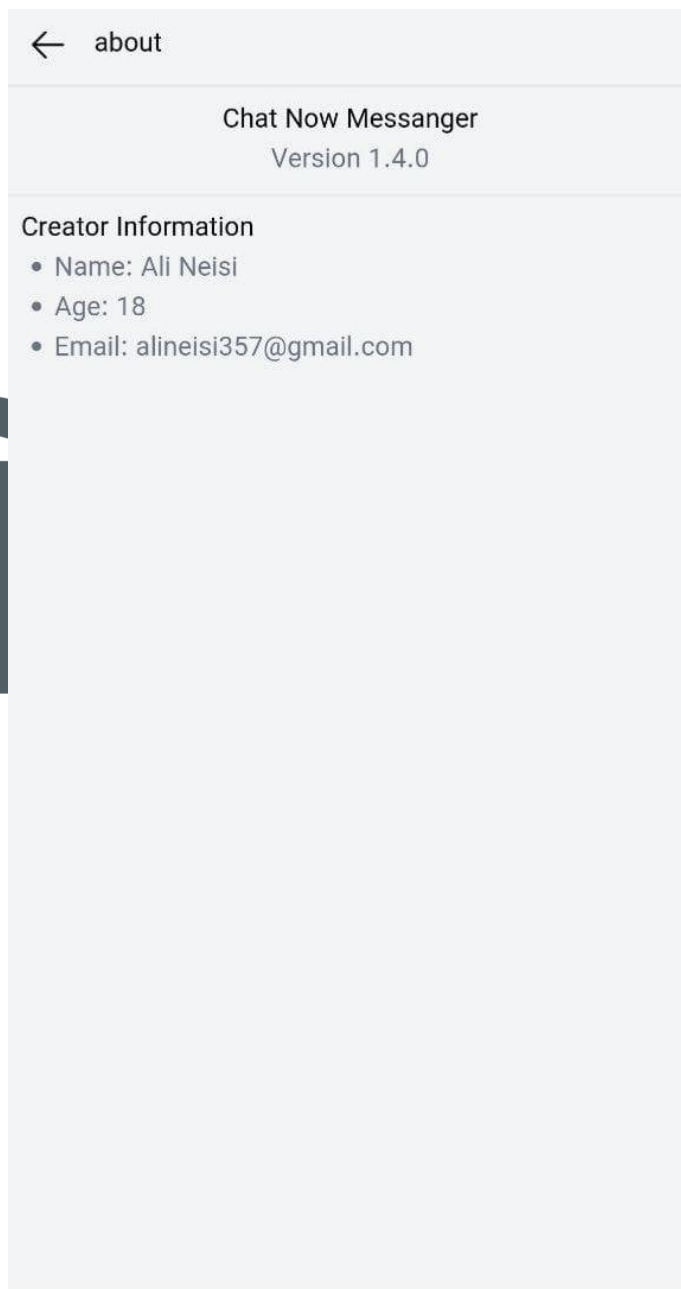 about
Chat Now Messanger
Version 1.4.0
Creator Information
• Name: Ali Neisi
• Age: 18
• Email: alineisi357@gmail.com